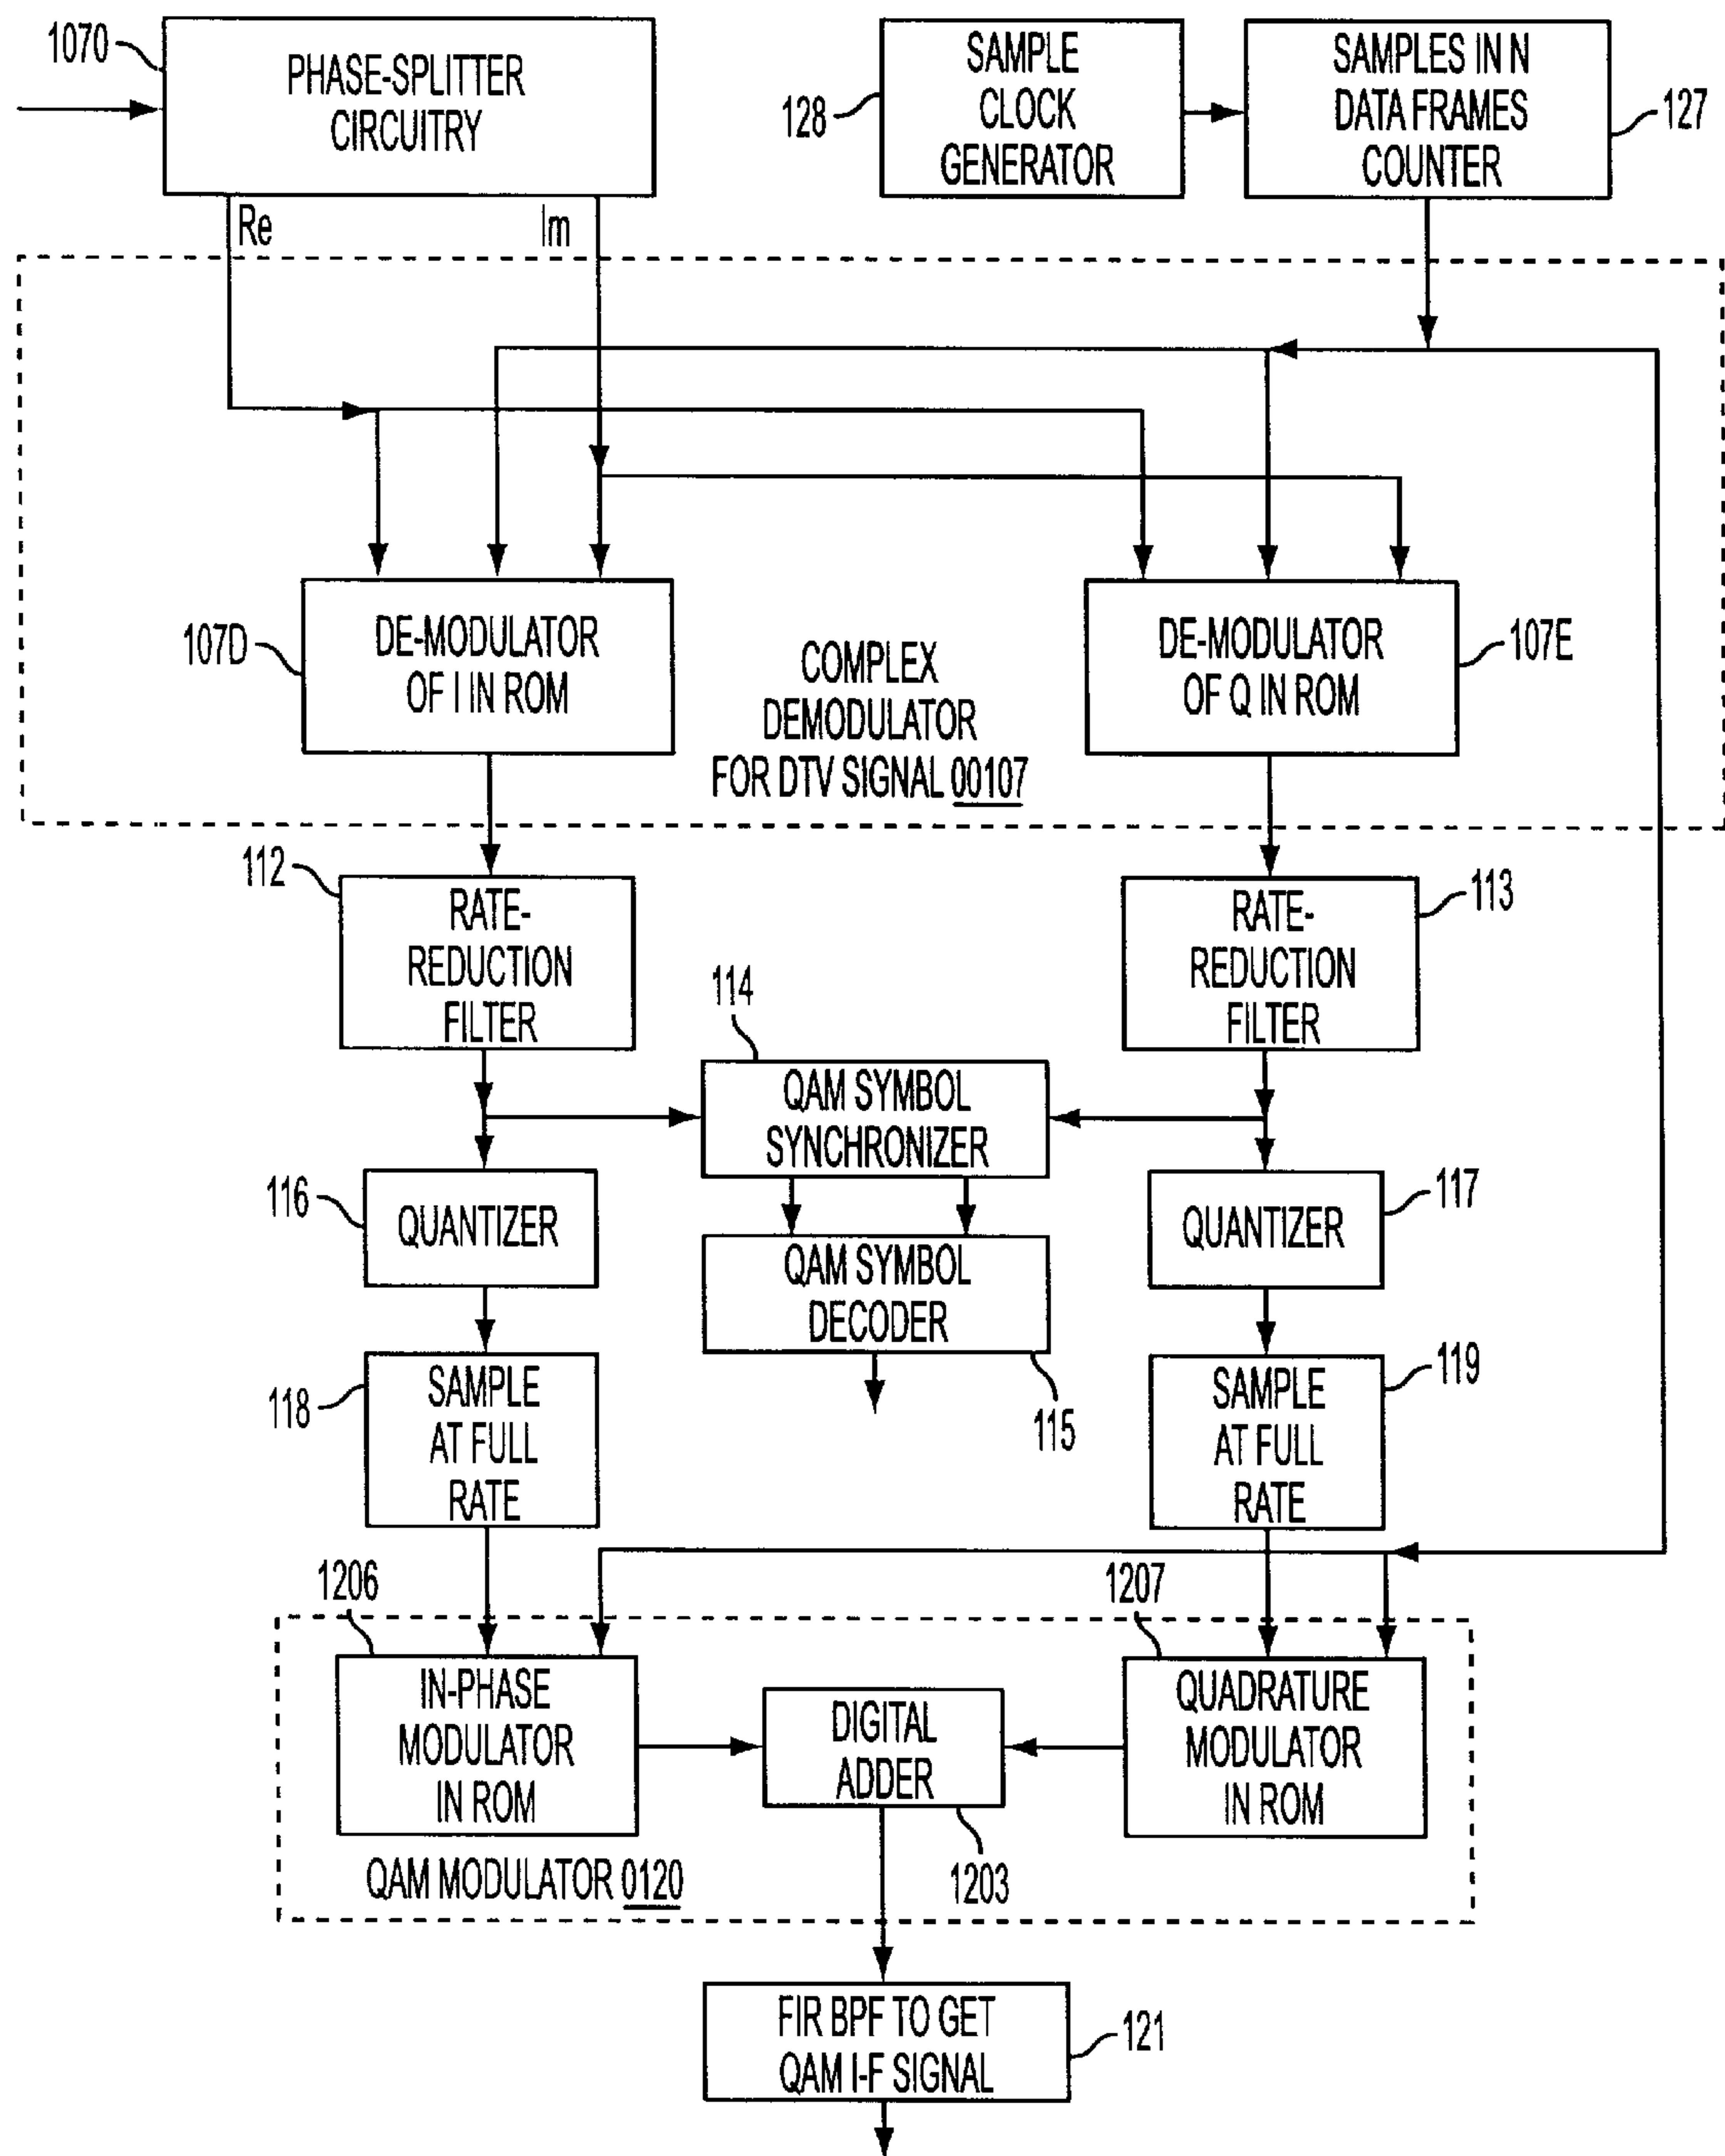 1070
PHASE-SPLITTER
CIRCUITRY
128
SAMPLE
CLOCK
GENERATOR
SAMPLES IN N
DATA FRAMES
COUNTER
127
Re
Im
107D
DE-MODULATOR
OF I IN ROM
COMPLEX
DEMODULATOR
FOR DTV SIGNAL 00107
DE-MODULATOR
OF Q IN ROM
107E
112
RATE-
REDUCTION
FILTER
113
RATE-
REDUCTION
FILTER
114
QAM SYMBOL
SYNCHRONIZER
116
QUANTIZER
117
QUANTIZER
QAM SYMBOL
DECODER
115
118
SAMPLE
AT FULL
RATE
119
SAMPLE
AT FULL
RATE
1206
IN-PHASE
MODULATOR
IN ROM
DIGITAL
ADDER
1203
1207
QUADRATURE
MODULATOR
IN ROM
QAM MODULATOR 0120
FIR BPF TO GET
QAM I-F SIGNAL
121